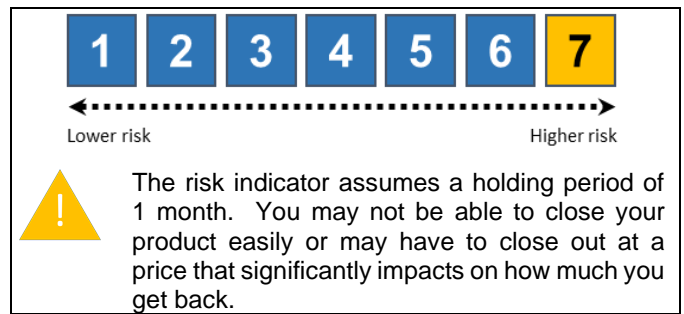 1 2 3 4 5 6 7
Lower risk Higher risk
!
The risk indicator assumes a holding period of
1 month. You may not be able to close your
product easily or may have to close out at a
price that significantly impacts on how much you
get back.